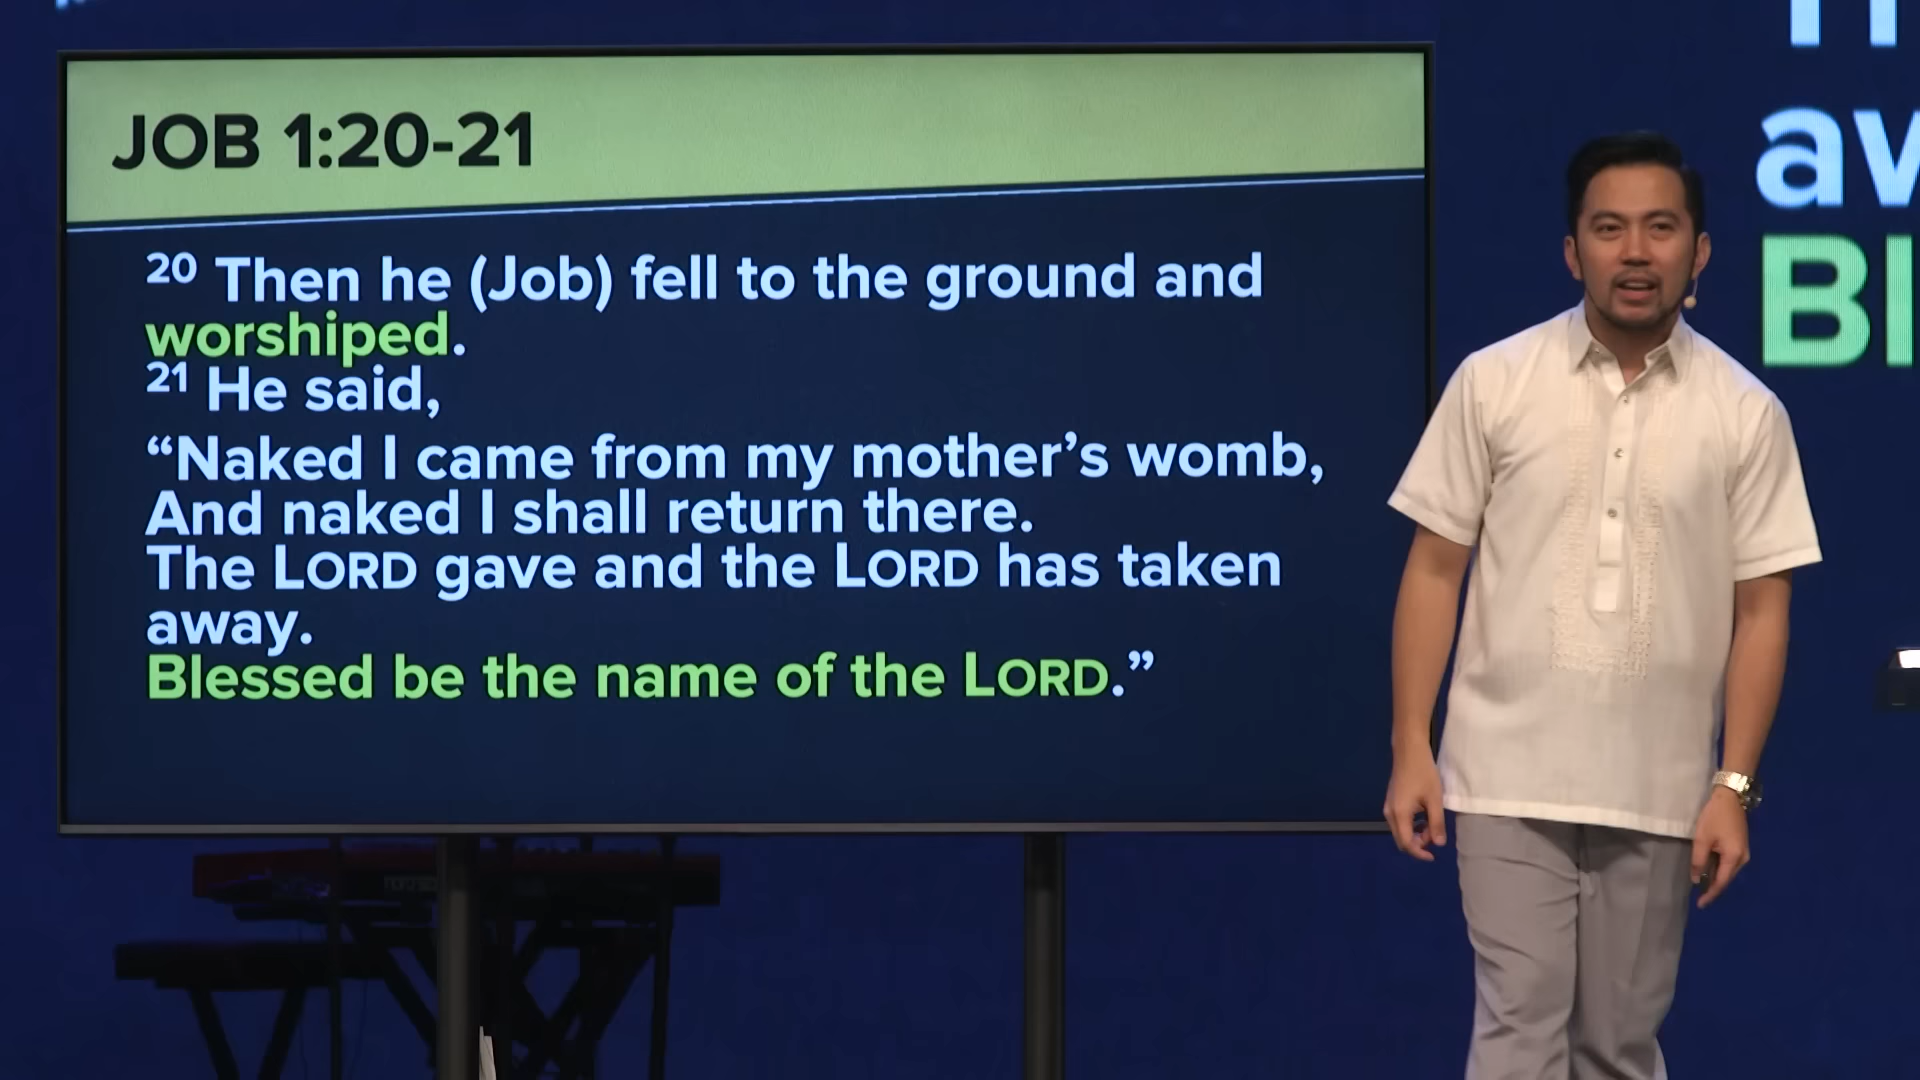 JOB 1:20-21
20 Then he (Job) fell to the ground and
worshiped.
21 He said,
“Naked I came from my mother’s womb,
And naked I shall return there.
The LORD gave and the LORD has taken
away.
Blessed be the name of the LORD.”